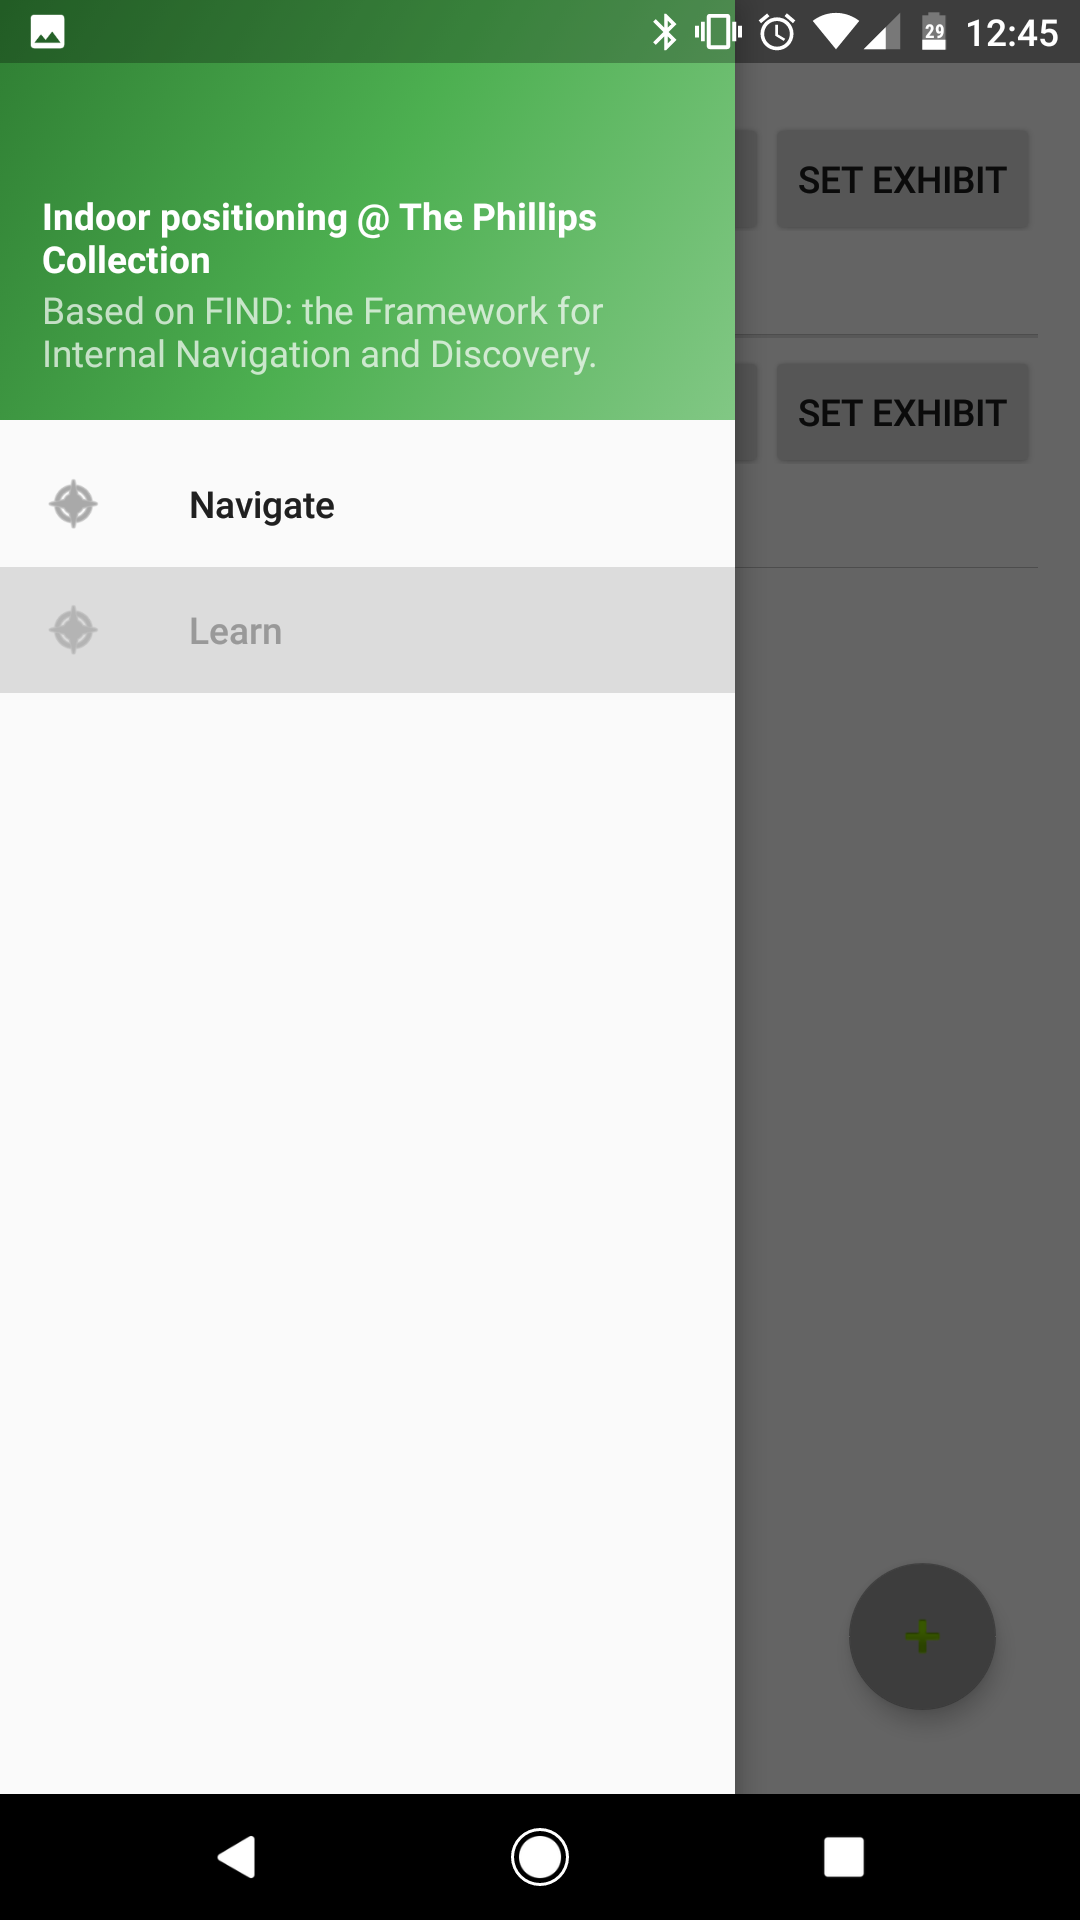 29 12:45
SET EXHIBIT
Indoor positioning @ The Phillips
Collection
Based on FIND: the Framework for
Internal Navigation and Discovery.
SET EXHIBIT
Navigate
Learn